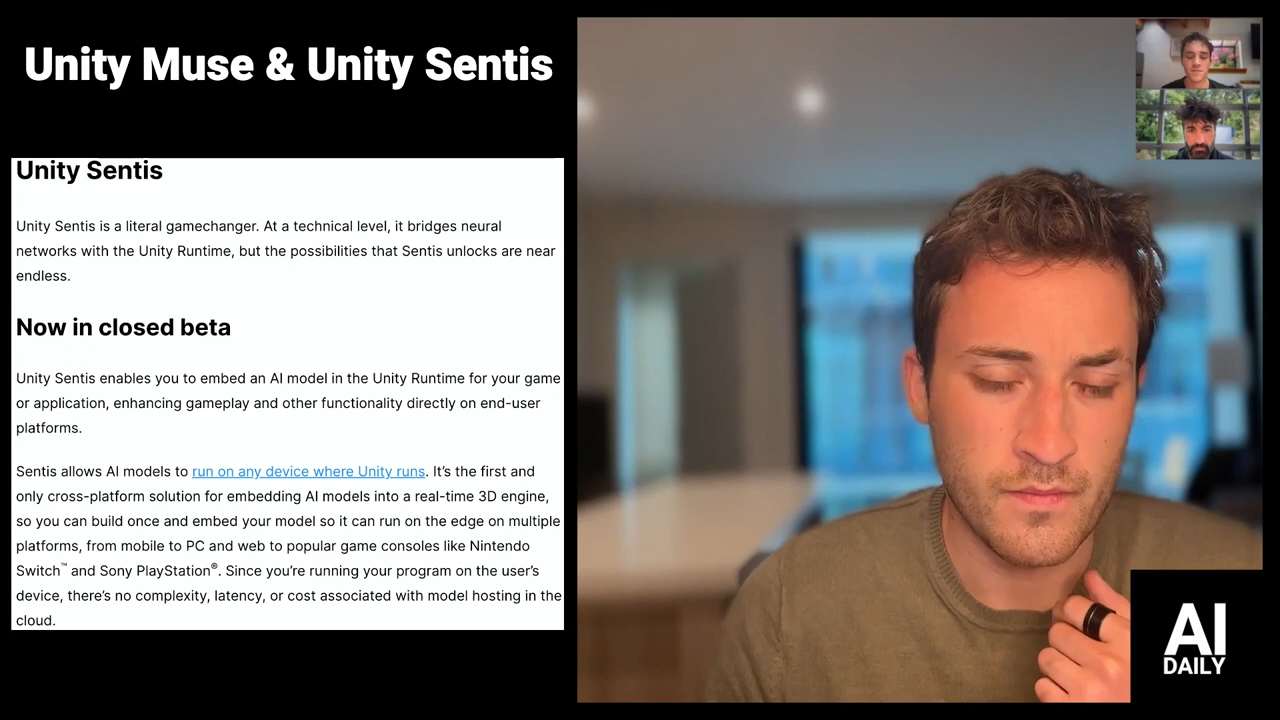 Unity Muse & Unity Sentis
Unity Sentis
Unity Sentis is a literal gamechanger. At a technical level, it bridges neural
networks with the Unity Runtime, but the possibilities that Sentis unlocks are near
endless.
Now in closed beta
Unity Sentis enables you to embed an AI model in the Unity Runtime for your game
or application, enhancing gameplay and other functionality directly on end-user
platforms.
Sentis allows AI models to run on any device where Unity runs. It’s the first and
only cross-platform solution for embedding AI models into a real-time 3D engine,
so you can build once and embed your model so it can run on the edge on multiple
platforms, from mobile to PC and web to popular game consoles like Nintendo
Switch™ and Sony PlayStation®. Since you’re running your program on the user’s
device, there’s no complexity, latency, or cost associated with model hosting in the
cloud.
AI
DAILY